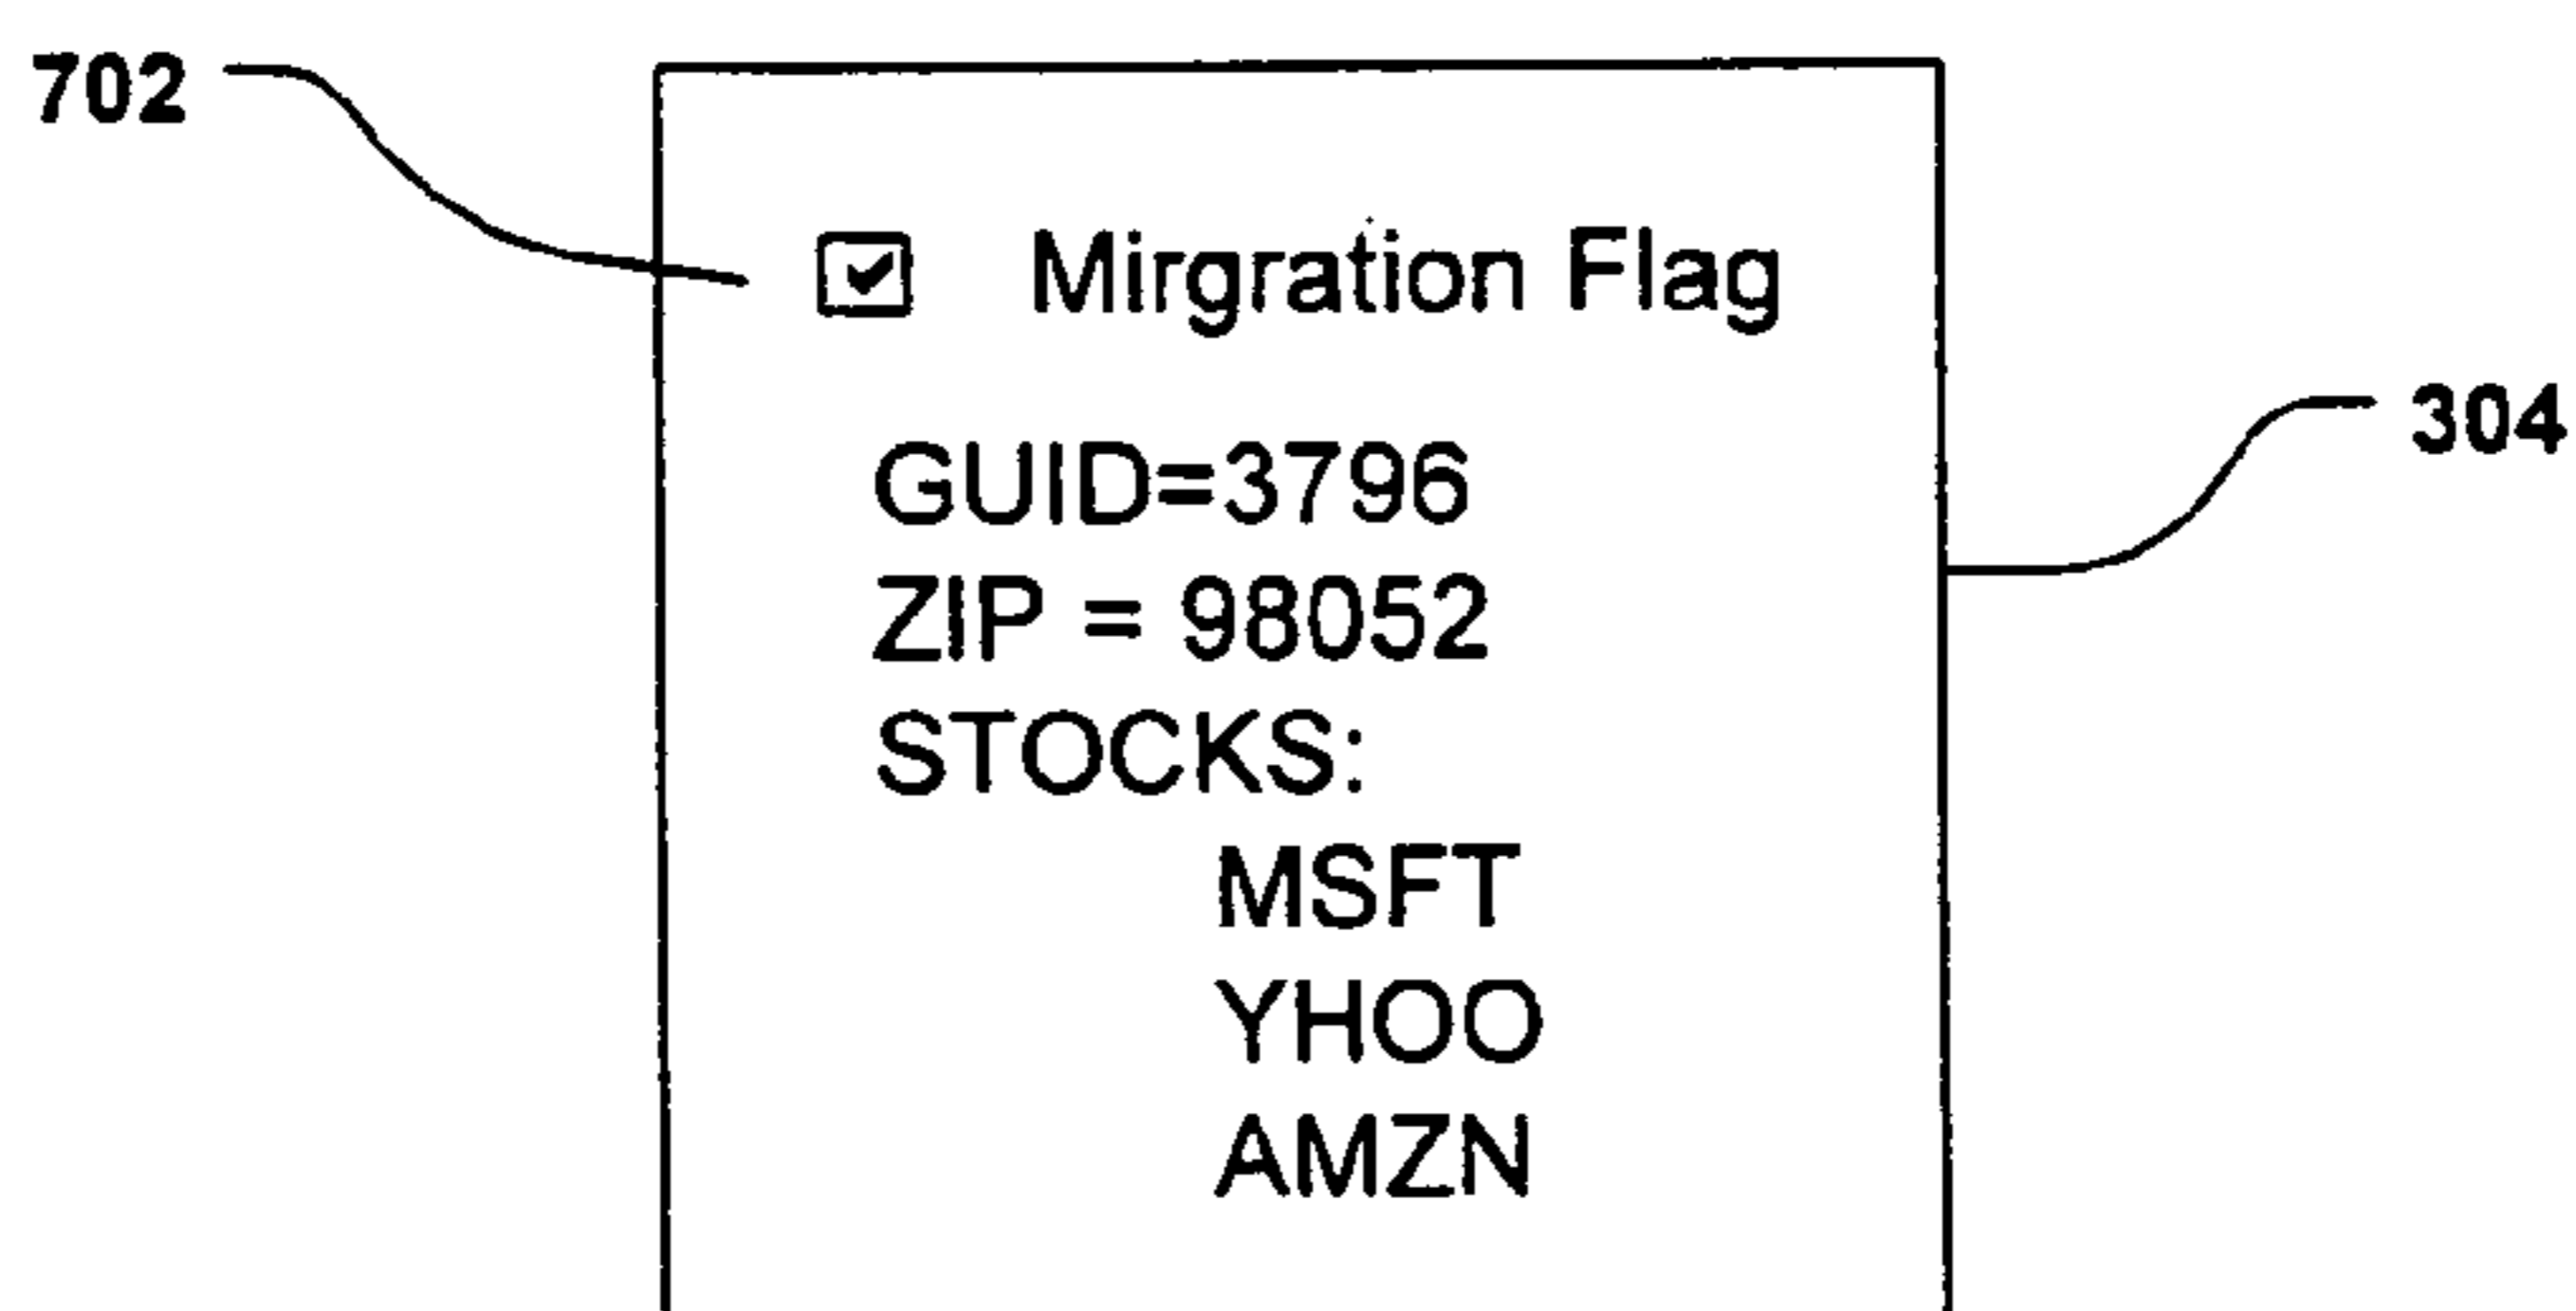 702
Mirgration Flag
304
GUID=3796
ZIP = 98052
STOCKS:
MSFT
YHOO
AMZN